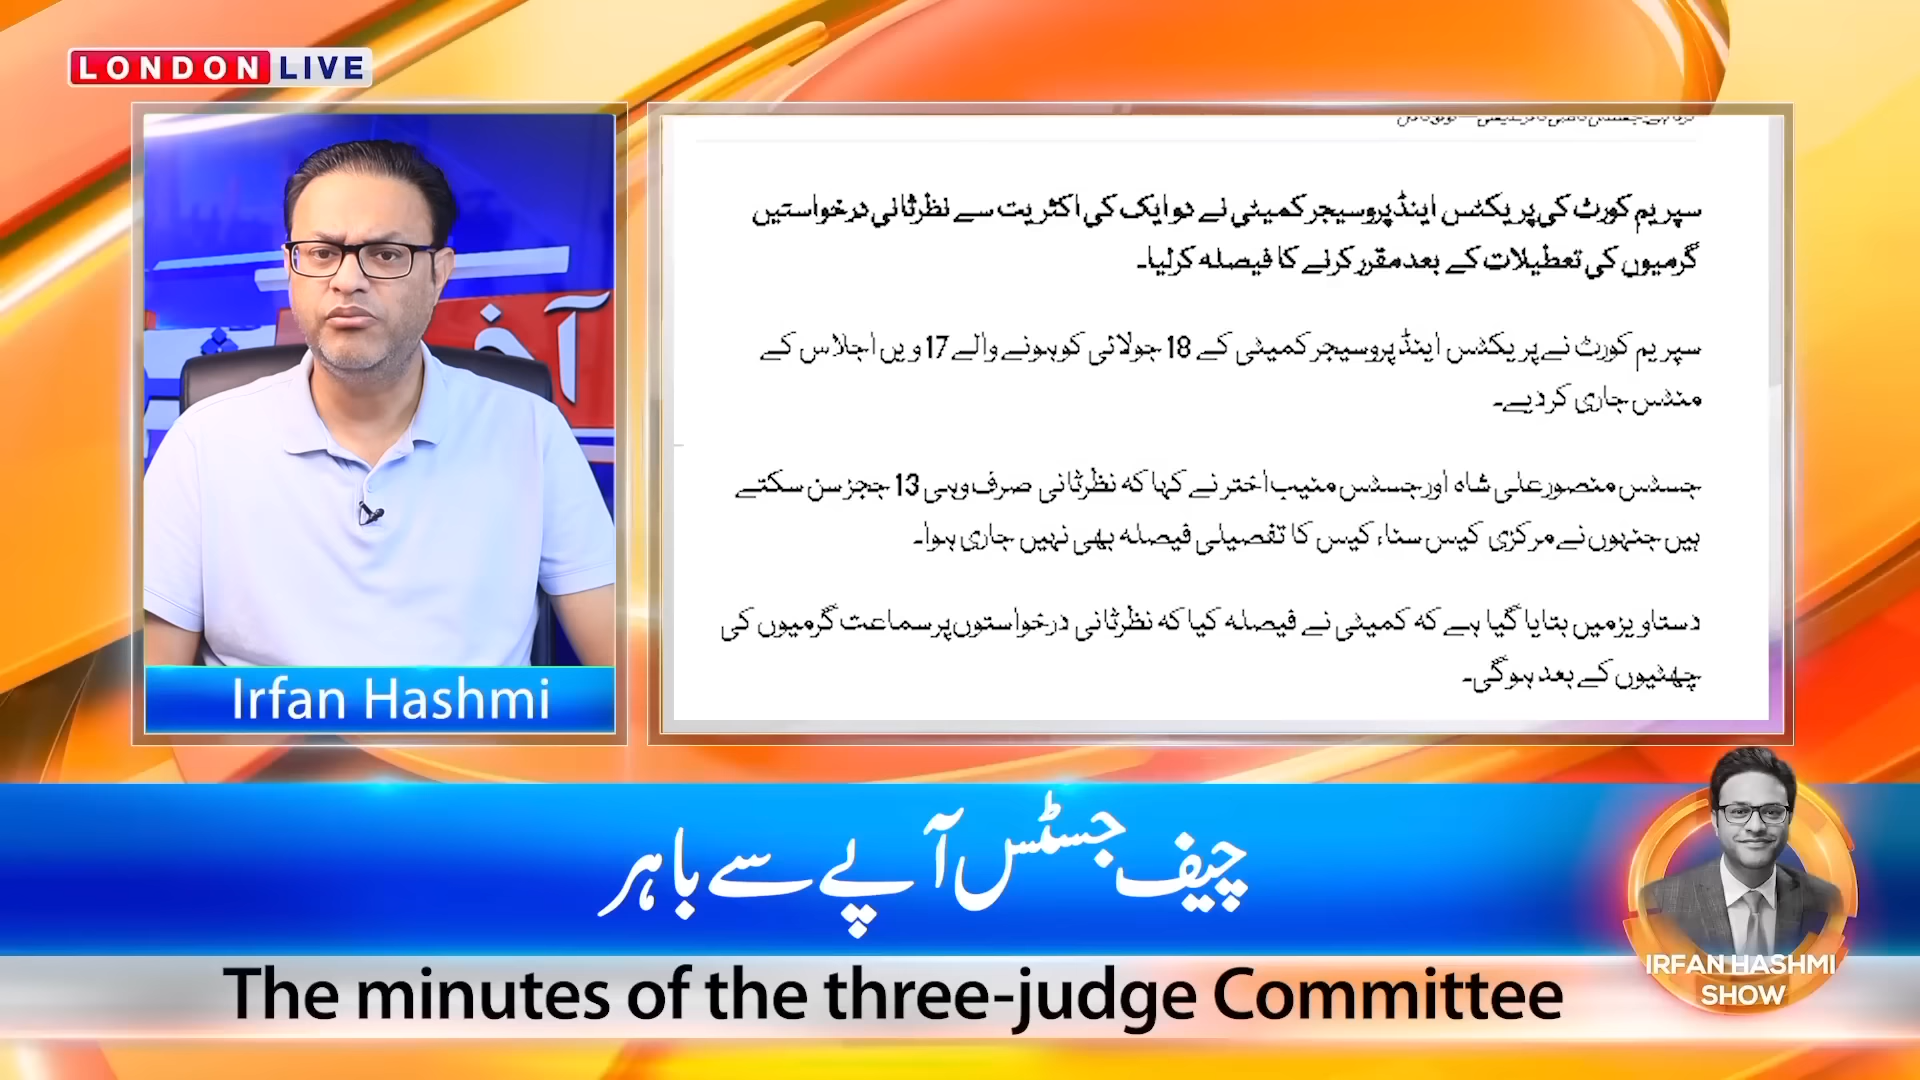 LONDON LIVE
سپریم کورٹ کی پریکٹس اینڈ پروسیجر کمیٹی نے دو ایک کی اکثریت سے نظرثانی درخواستیں
گرمیوں کی تعطیلات کے بعد مقرر کرنے کا فیصلہ کرلیا۔
سپریم کورٹ نے پریکٹس اینڈ پروسیجر کمیٹی کے 18 جولائی کو ہونے والے 17 ویں اجلاس کے
منٹس جاری کر دیے۔
جسٹس منصور علی شاہ اور جسٹس منیب اختر نے کہا کہ نظرثانی صرف وہی 13 ججز سن سکتے
ہیں جنہوں نے مرکزی کیس سنا، کیس کا تفصیلی فیصلہ بھی نہیں جاری ہوا۔
دستاویز میں بتایا گیا ہے کہ کمیٹی نے فیصلہ کیا کہ نظرثانی درخواستوں پر سماعت گرمیوں کی
چھٹیوں کے بعد ہوگی۔
Irfan Hashmi
چیف جسٹس آپے سے باہر
The minutes of the three-judge Committee
IRFAN HASHMI
SHOW